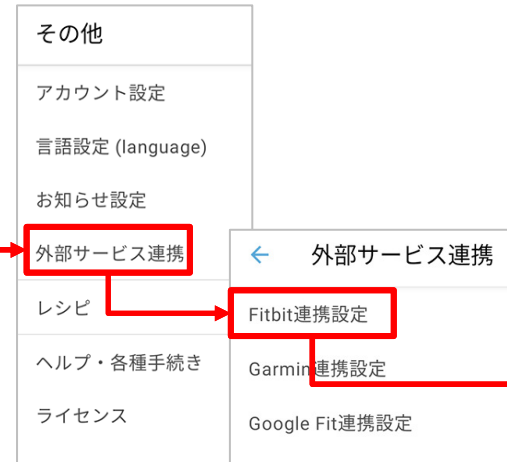 その他
アカウント設定
言語設定 (language)
お知らせ設定
外部サービス連携
レシピ
ヘルプ・各種手続き
ライセンス
← 外部サービス連携
Fitbit連携設定
Garmin連携設定
Google Fit連携設定